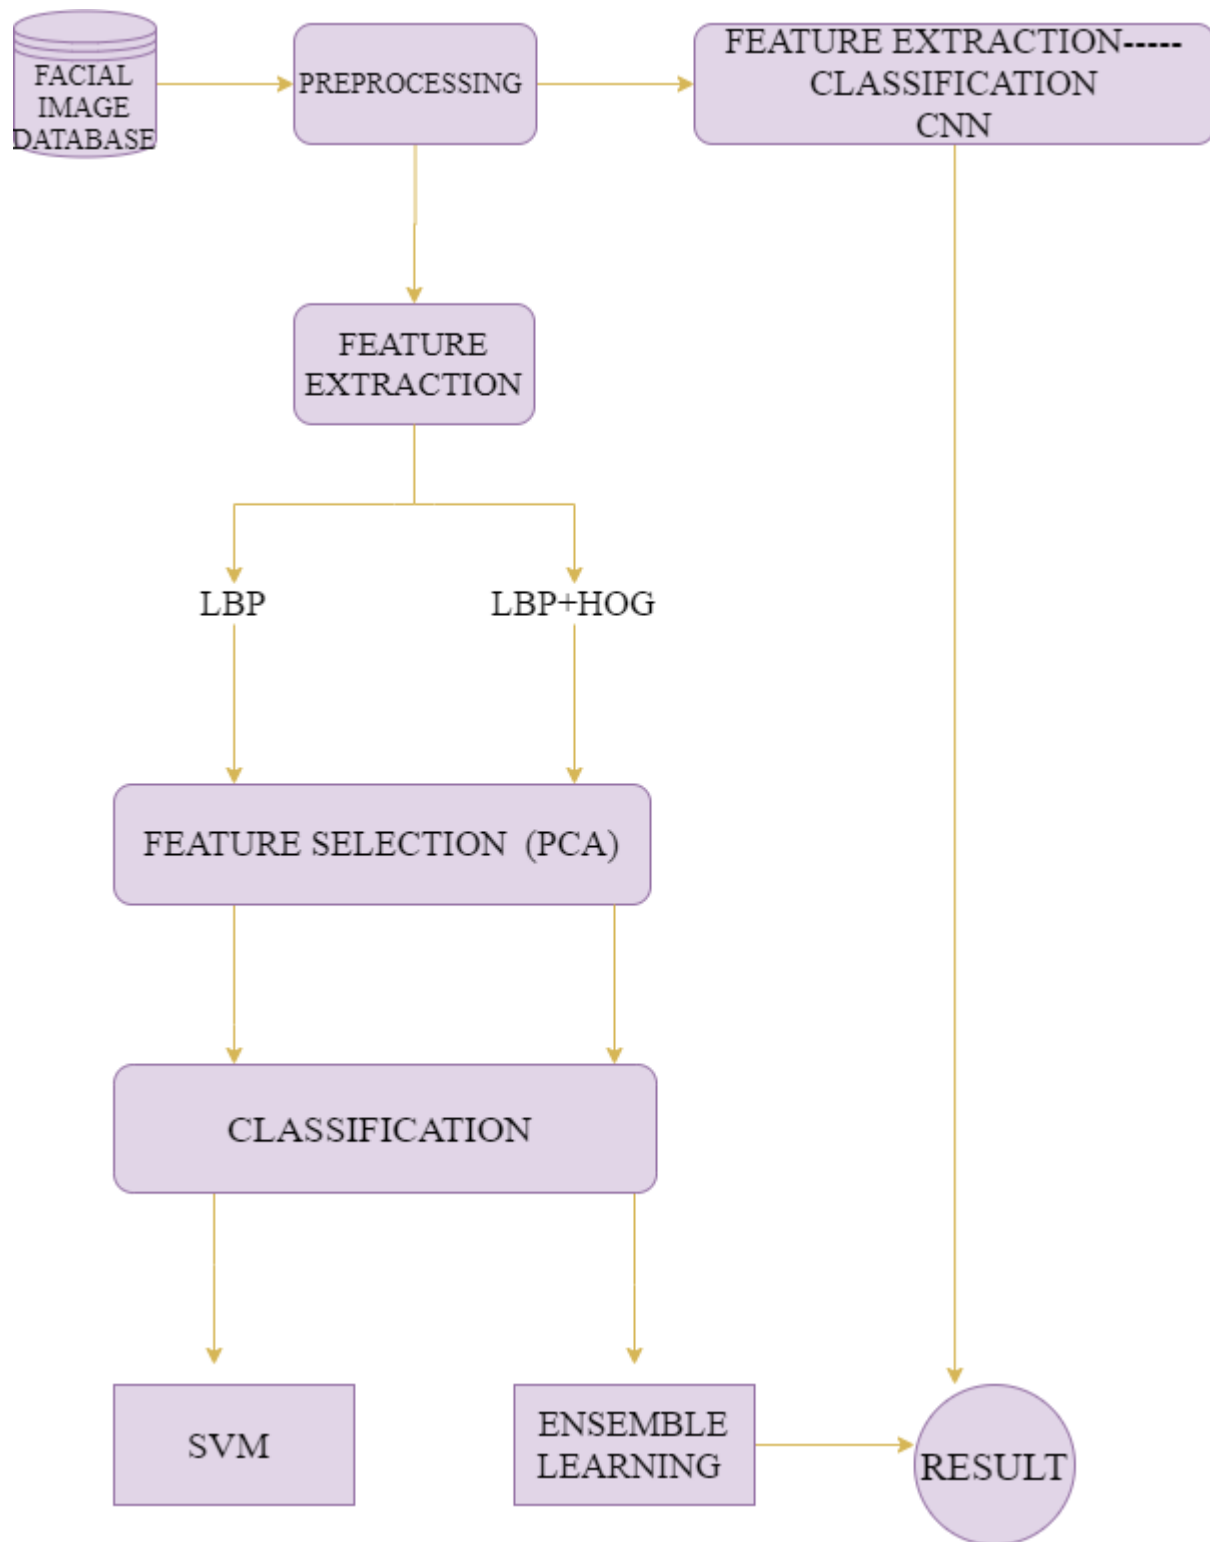 FACIAL
IMAGE
DATABASE
PREPROCESSING
FEATURE EXTRACTION-----
CLASSIFICATION
CNN
FEATURE
EXTRACTION
LBP
LBP+HOG
FEATURE SELECTION (PCA)
CLASSIFICATION
SVM
ENSEMBLE
LEARNING
RESULT